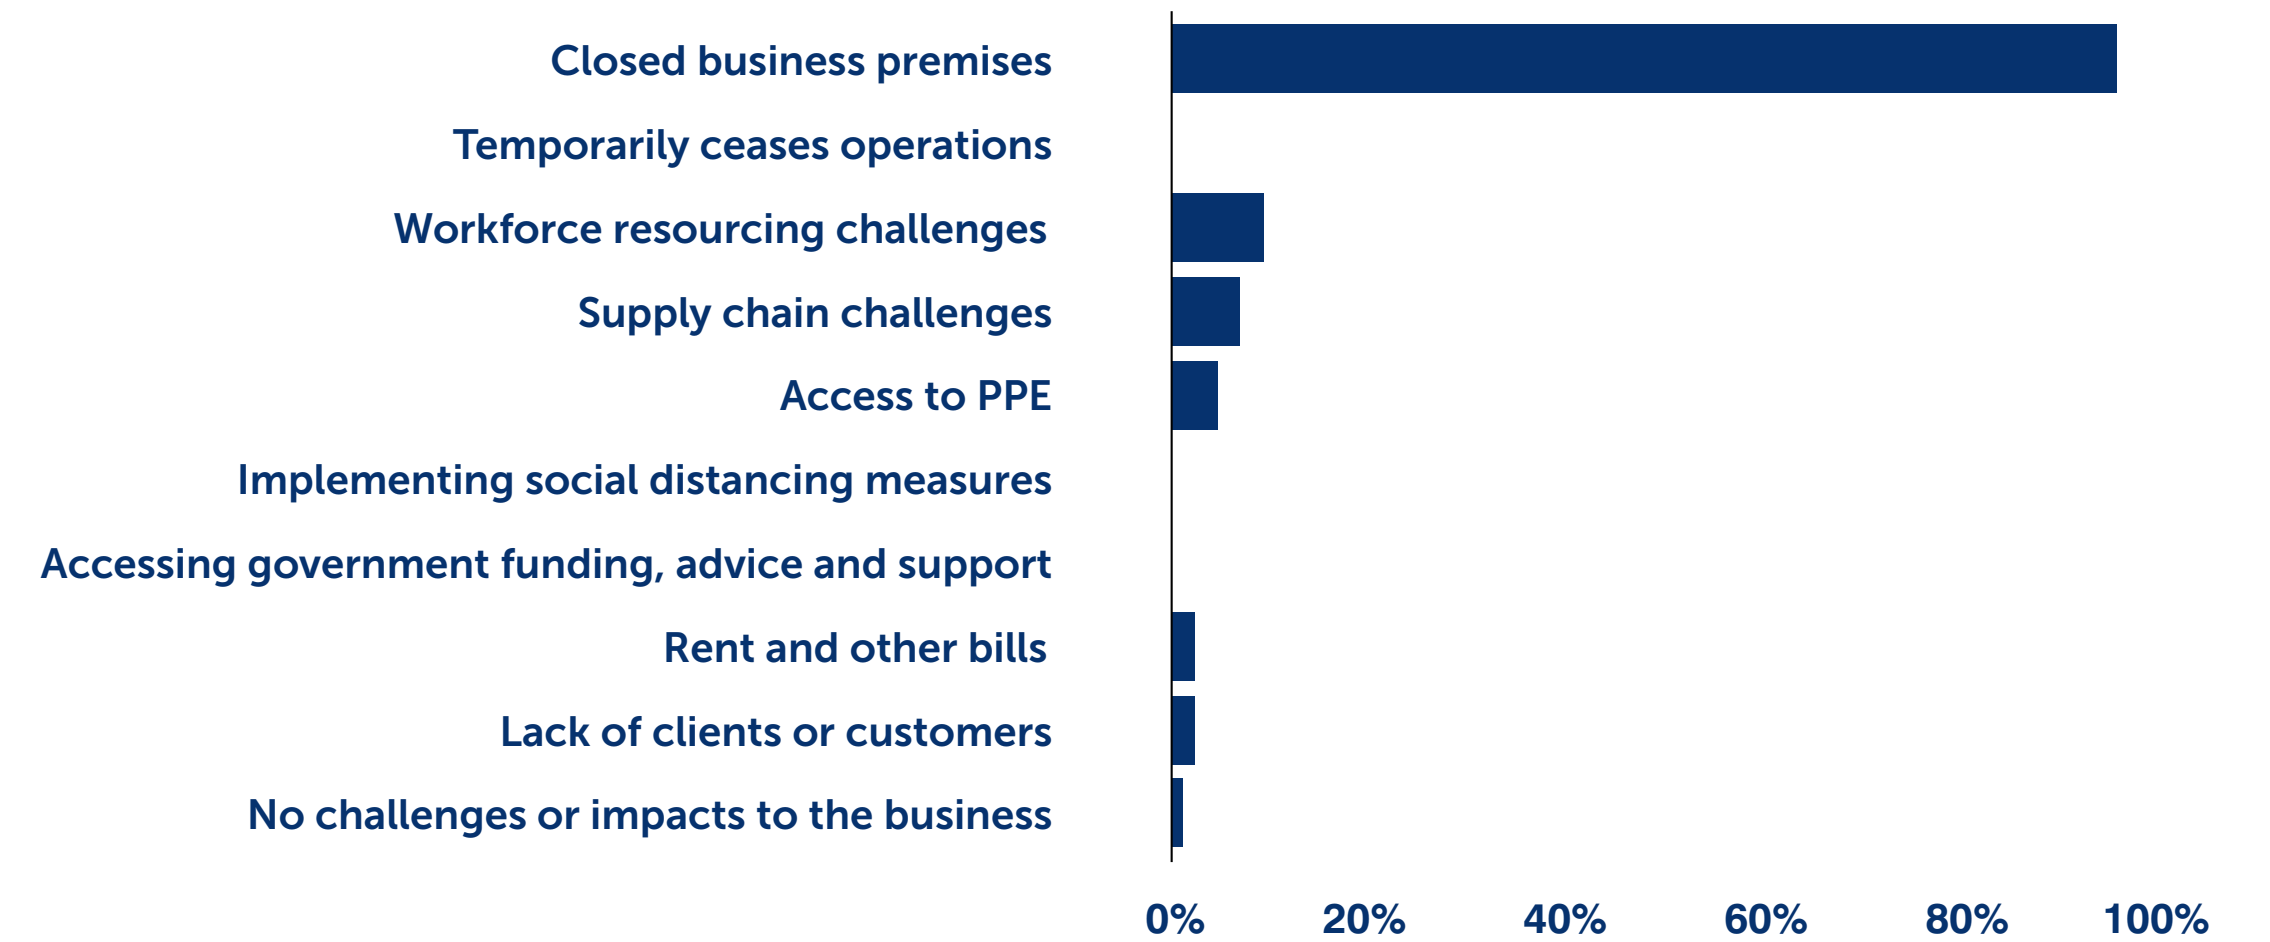 Closed business premises
Temporarily ceases operations
Workforce resourcing challenges
Supply chain challenges
Access to PPE
Implementing social distancing measures
Accessing government funding, advice and support
Rent and other bills
Lack of clients or customers
No challenges or impacts to the business
0% 20% 40% 60% 80% 100%